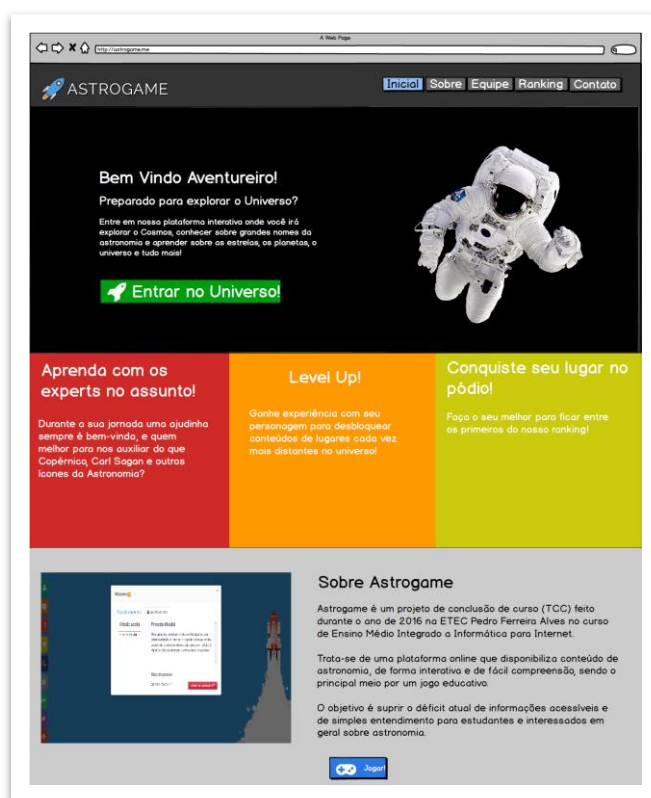 A Web Page
http://astrogame.me
ASTROGAME
Inicial Sobre Equipe Ranking Contato
Bem Vindo Aventureiro!
Preparado para explorar o Universo?
Entre em nossa plataforma interativa onde você irá
explorar o Cosmos, conhecer sobre grandes nomes da
astronomia e aprender sobre as estrelas, os planetas, o
universo e tudo mais!
Entrar no Universo!
Aprenda com os
experts no assunto!
Durante a sua jornada uma ajudinha
sempre é bem-vinda, e quem
melhor para nos auxiliar do que
Copérnico, Carl Sagan e outros
ícones da Astronomia?
Level Up!
Ganhe experiência com seu
personagem para desbloquear
conteúdos de lugares cada vez
mais distantes no universo!
Conquiste seu lugar no
pódio!
Faça o seu melhor para ficar entre
os primeiros do nosso ranking!
Sobre Astrogame
Astrogame é um projeto de conclusão de curso (TCC) feito
durante o ano de 2016 na ETEC Pedro Ferreira Alves no curso
de Ensino Médio Integrado a Informática para Internet.
Trata-se de uma plataforma online que disponibiliza conteúdo de
astronomia, de forma interativa e de fácil compreensão, sendo o
principal meio por um jogo educativo.
O objetivo é suprir o déficit atual de informações acessíveis e
de simples entendimento para estudantes e interessados em
geral sobre astronomia.
Jogar!